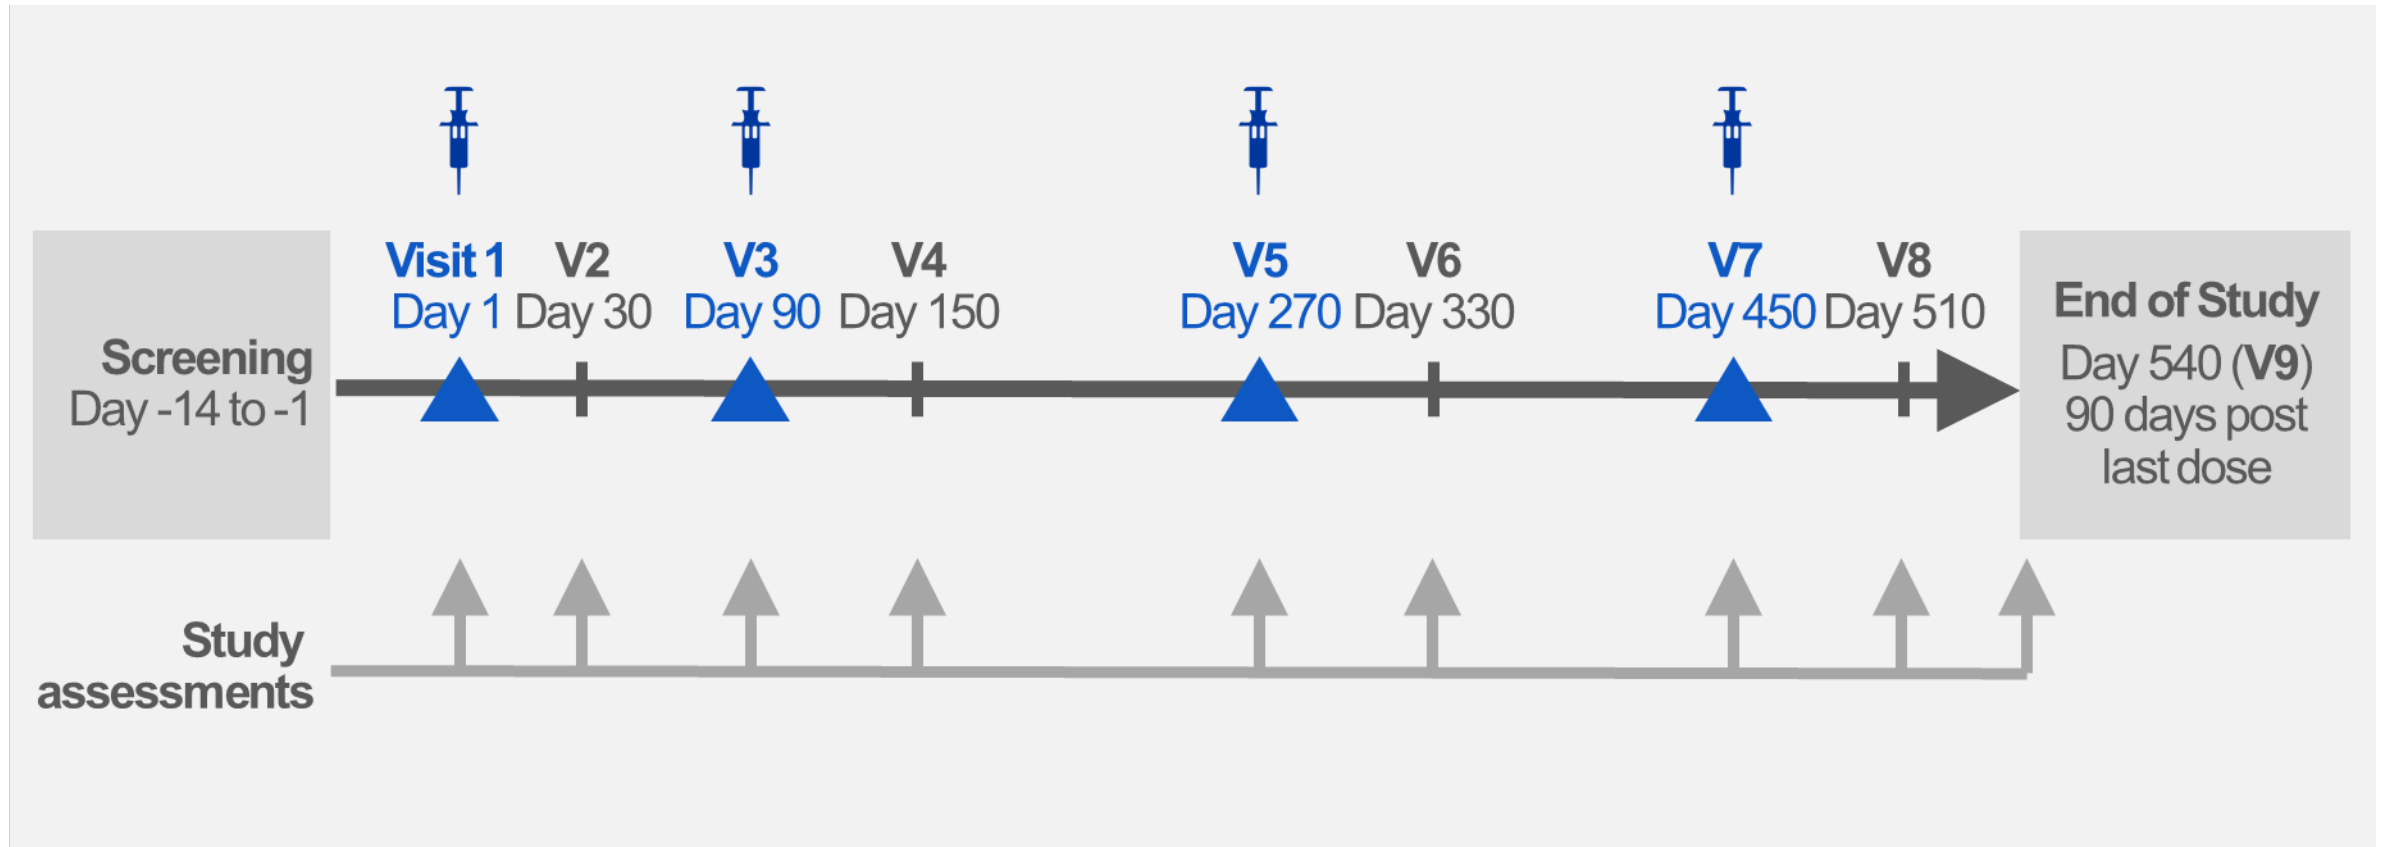 Screening
Day -14 to -1
Visit 1
Day 1
V2
Day 30
V3
Day 90
V4
Day 150
V5
Day 270
V6
Day 330
V7
Day 450
V8
Day 510
End of Study
Day 540 (V9)
90 days post
last dose
Study
assessments